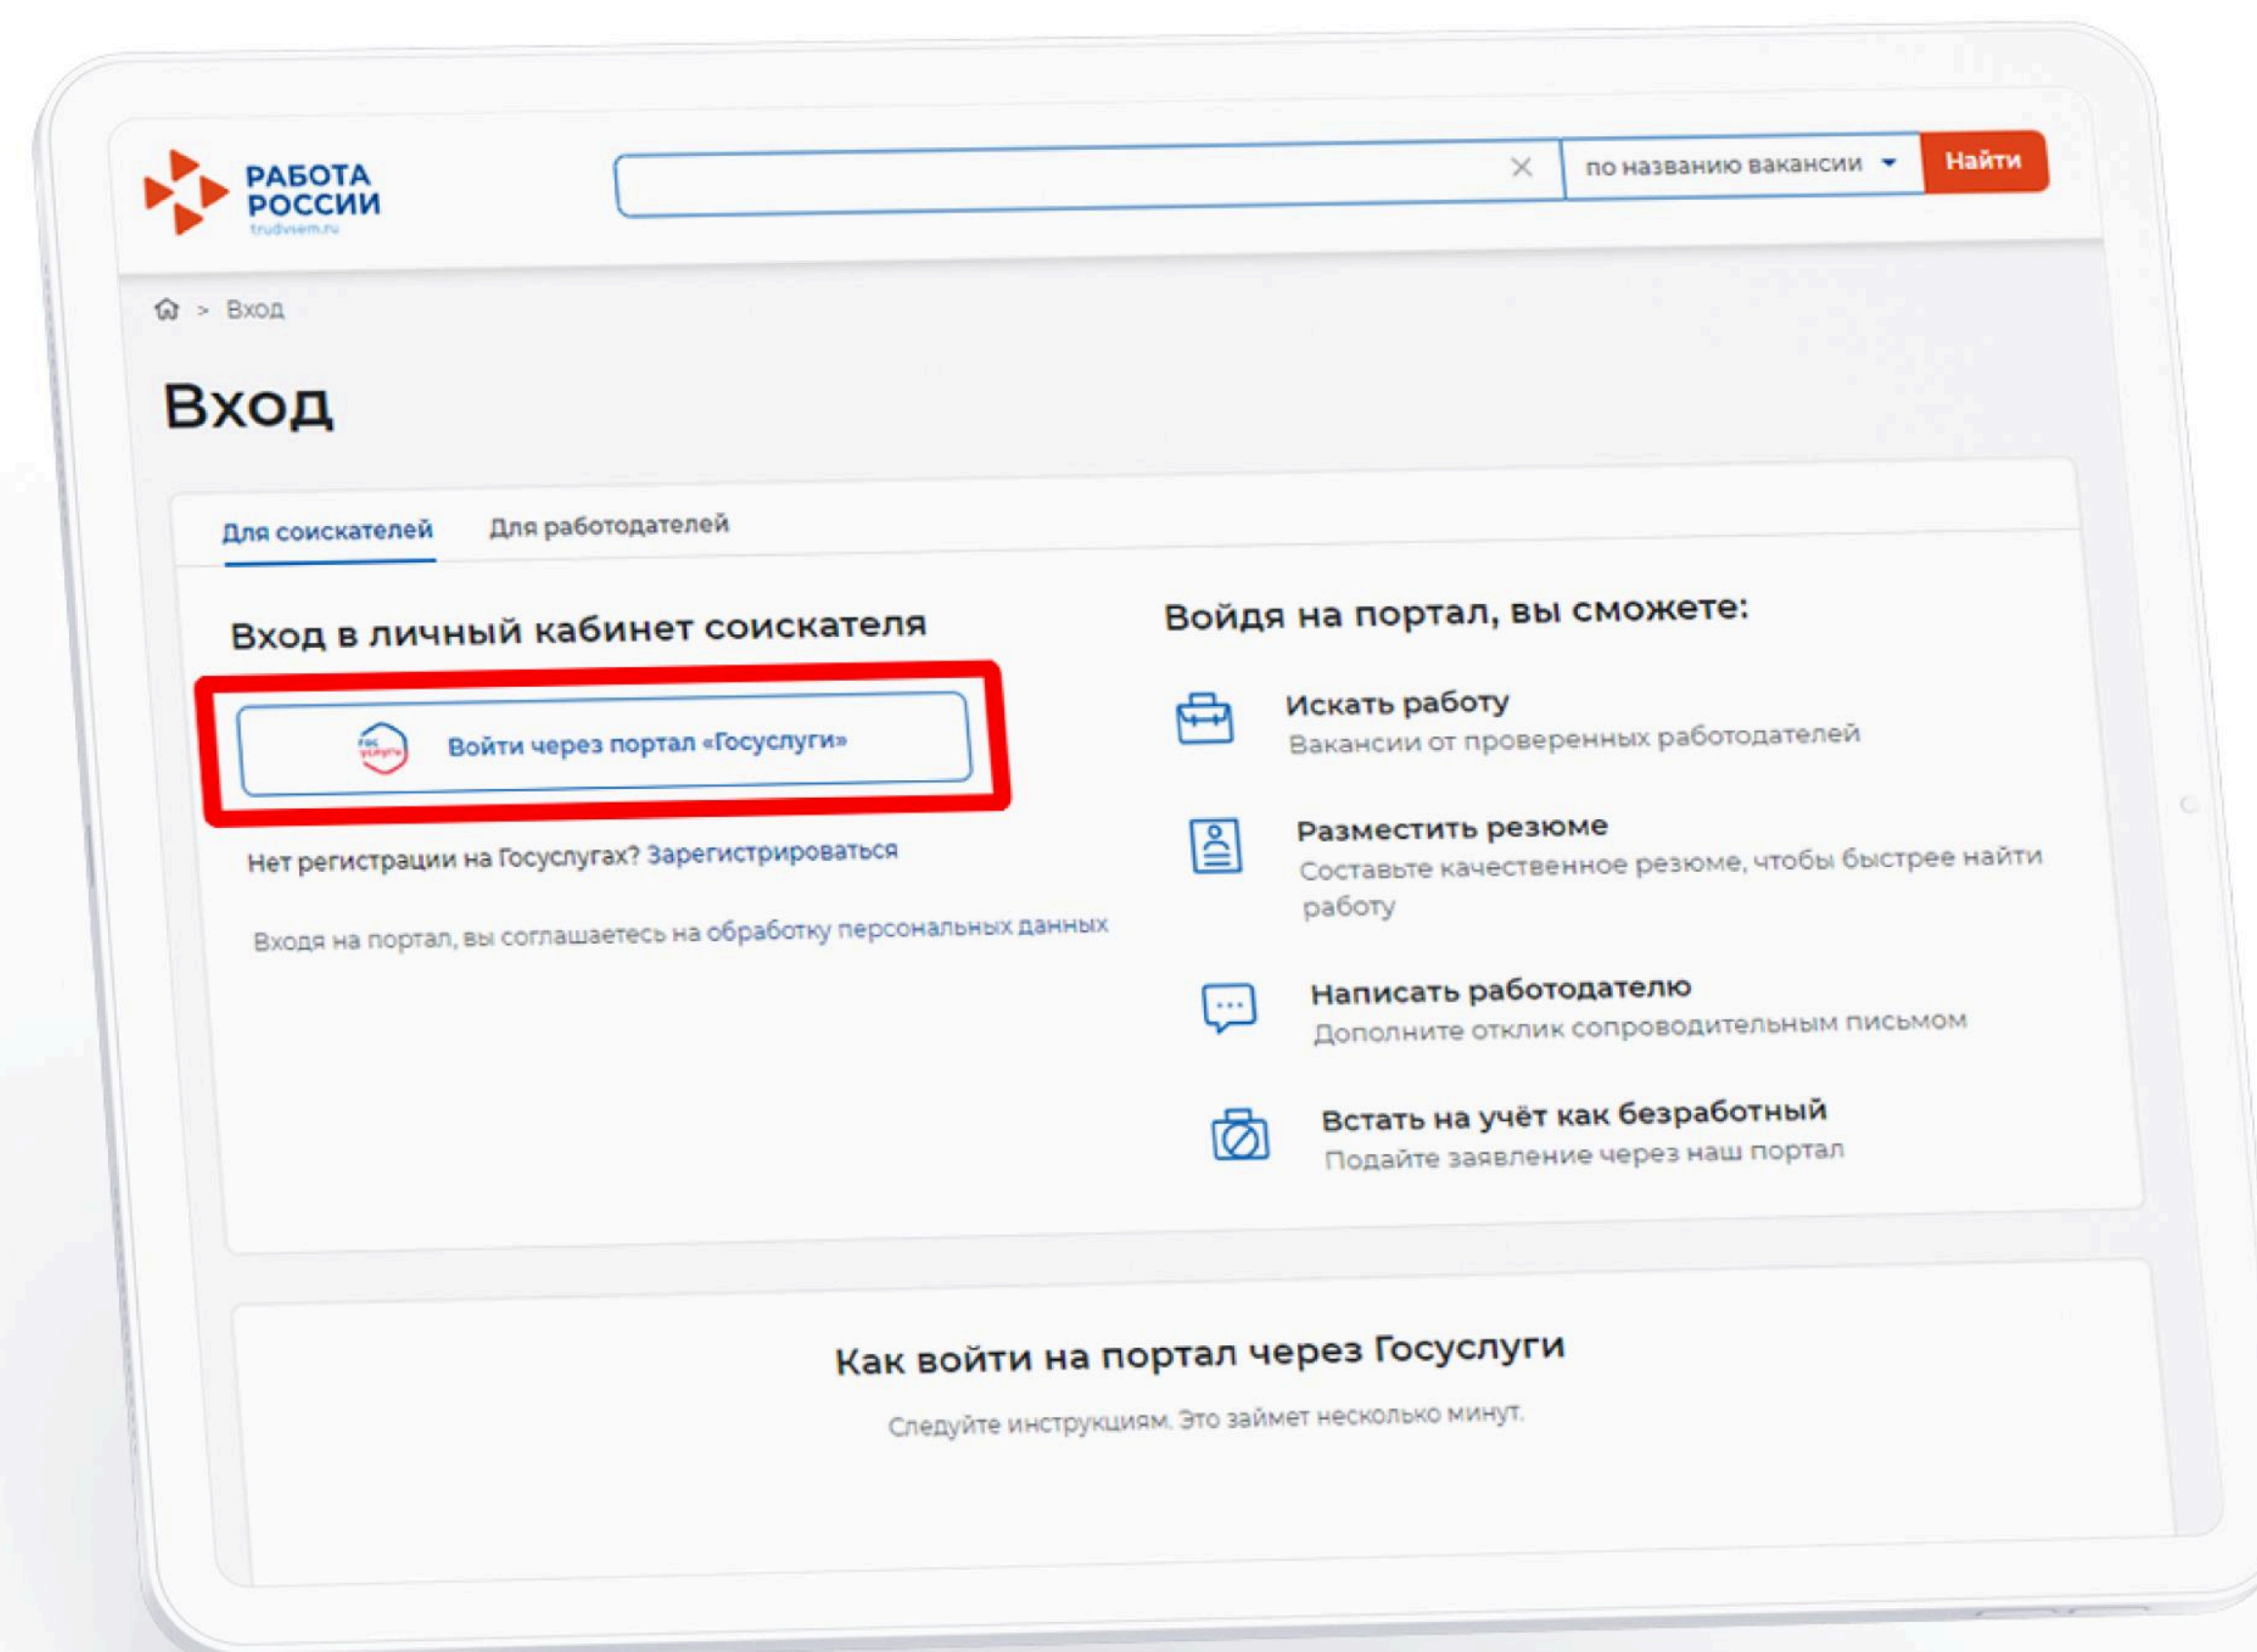 РАБОТА
РОССИИ
trudvsem.ru
по названию вакансии
Найти
> Вход
Вход
Для соискателей
Для работодателей
Вход в личный кабинет соискателя
гос услуги
Войти через портал «Госуслуги»
Нет регистрации на Госуслугах? Зарегистрироваться
Входя на портал, вы соглашаетесь на обработку персональных данных
Войдя на портал, вы сможете:
Искать работу
Вакансии от проверенных работодателей
Разместить резюме
Составьте качественное резюме, чтобы быстрее найти
работу
Написать работодателю
Дополните отклик сопроводительным письмом
Встать на учёт как безработный
Подайте заявление через наш портал
Как войти на портал через Госуслуги
Следуйте инструкциям. Это займет несколько минут.